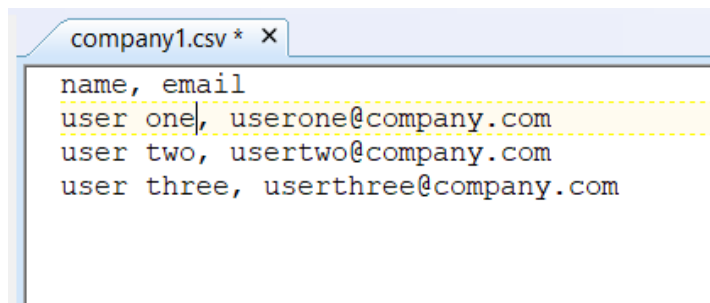 company1.csv * ×
name, email
user one, userone@company.com
user two, usertwo@company.com
user three, userthree@company.com